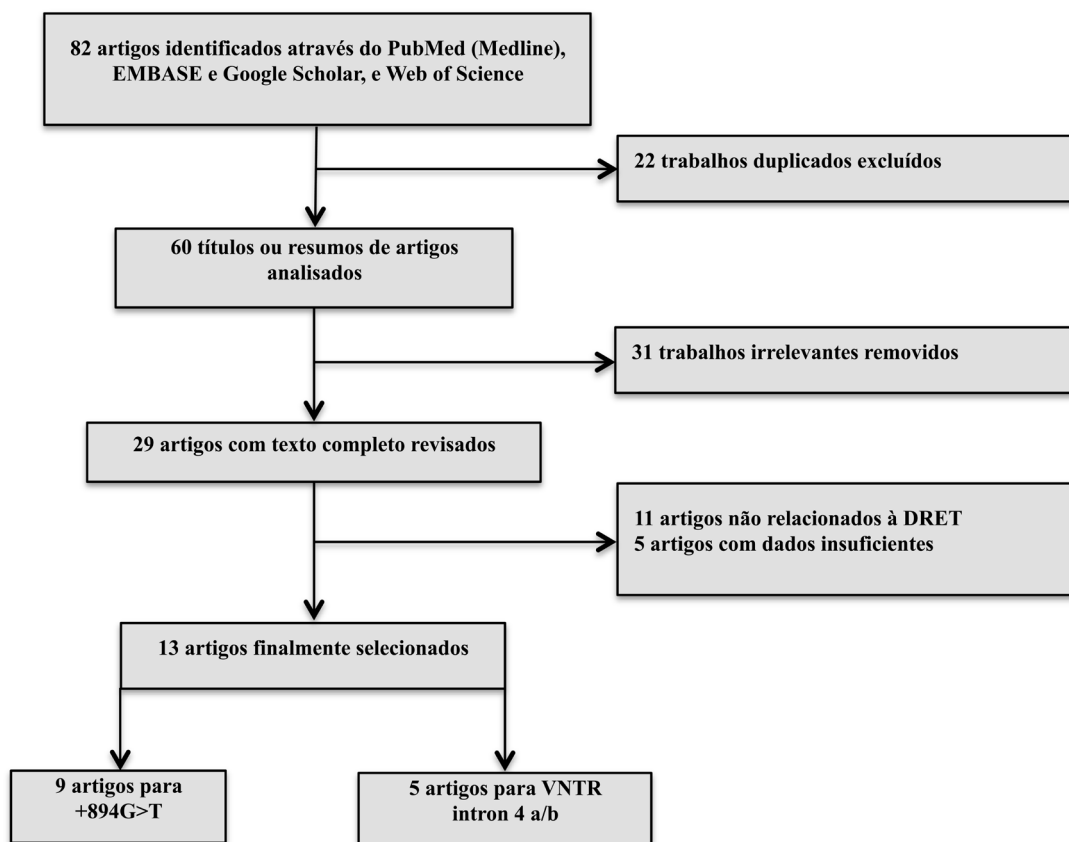 82 artigos identificados através do PubMed (Medline),
EMBASE e Google Scholar, e Web of Science
22 trabalhos duplicados excluídos
60 títulos ou resumos de artigos
analisados
31 trabalhos irrelevantes removidos
29 artigos com texto completo revisados
11 artigos não relacionados à DRET
5 artigos com dados insuficientes
13 artigos finalmente selecionados
9 artigos para
+894G>T
5 artigos para VNTR
intron 4 a/b